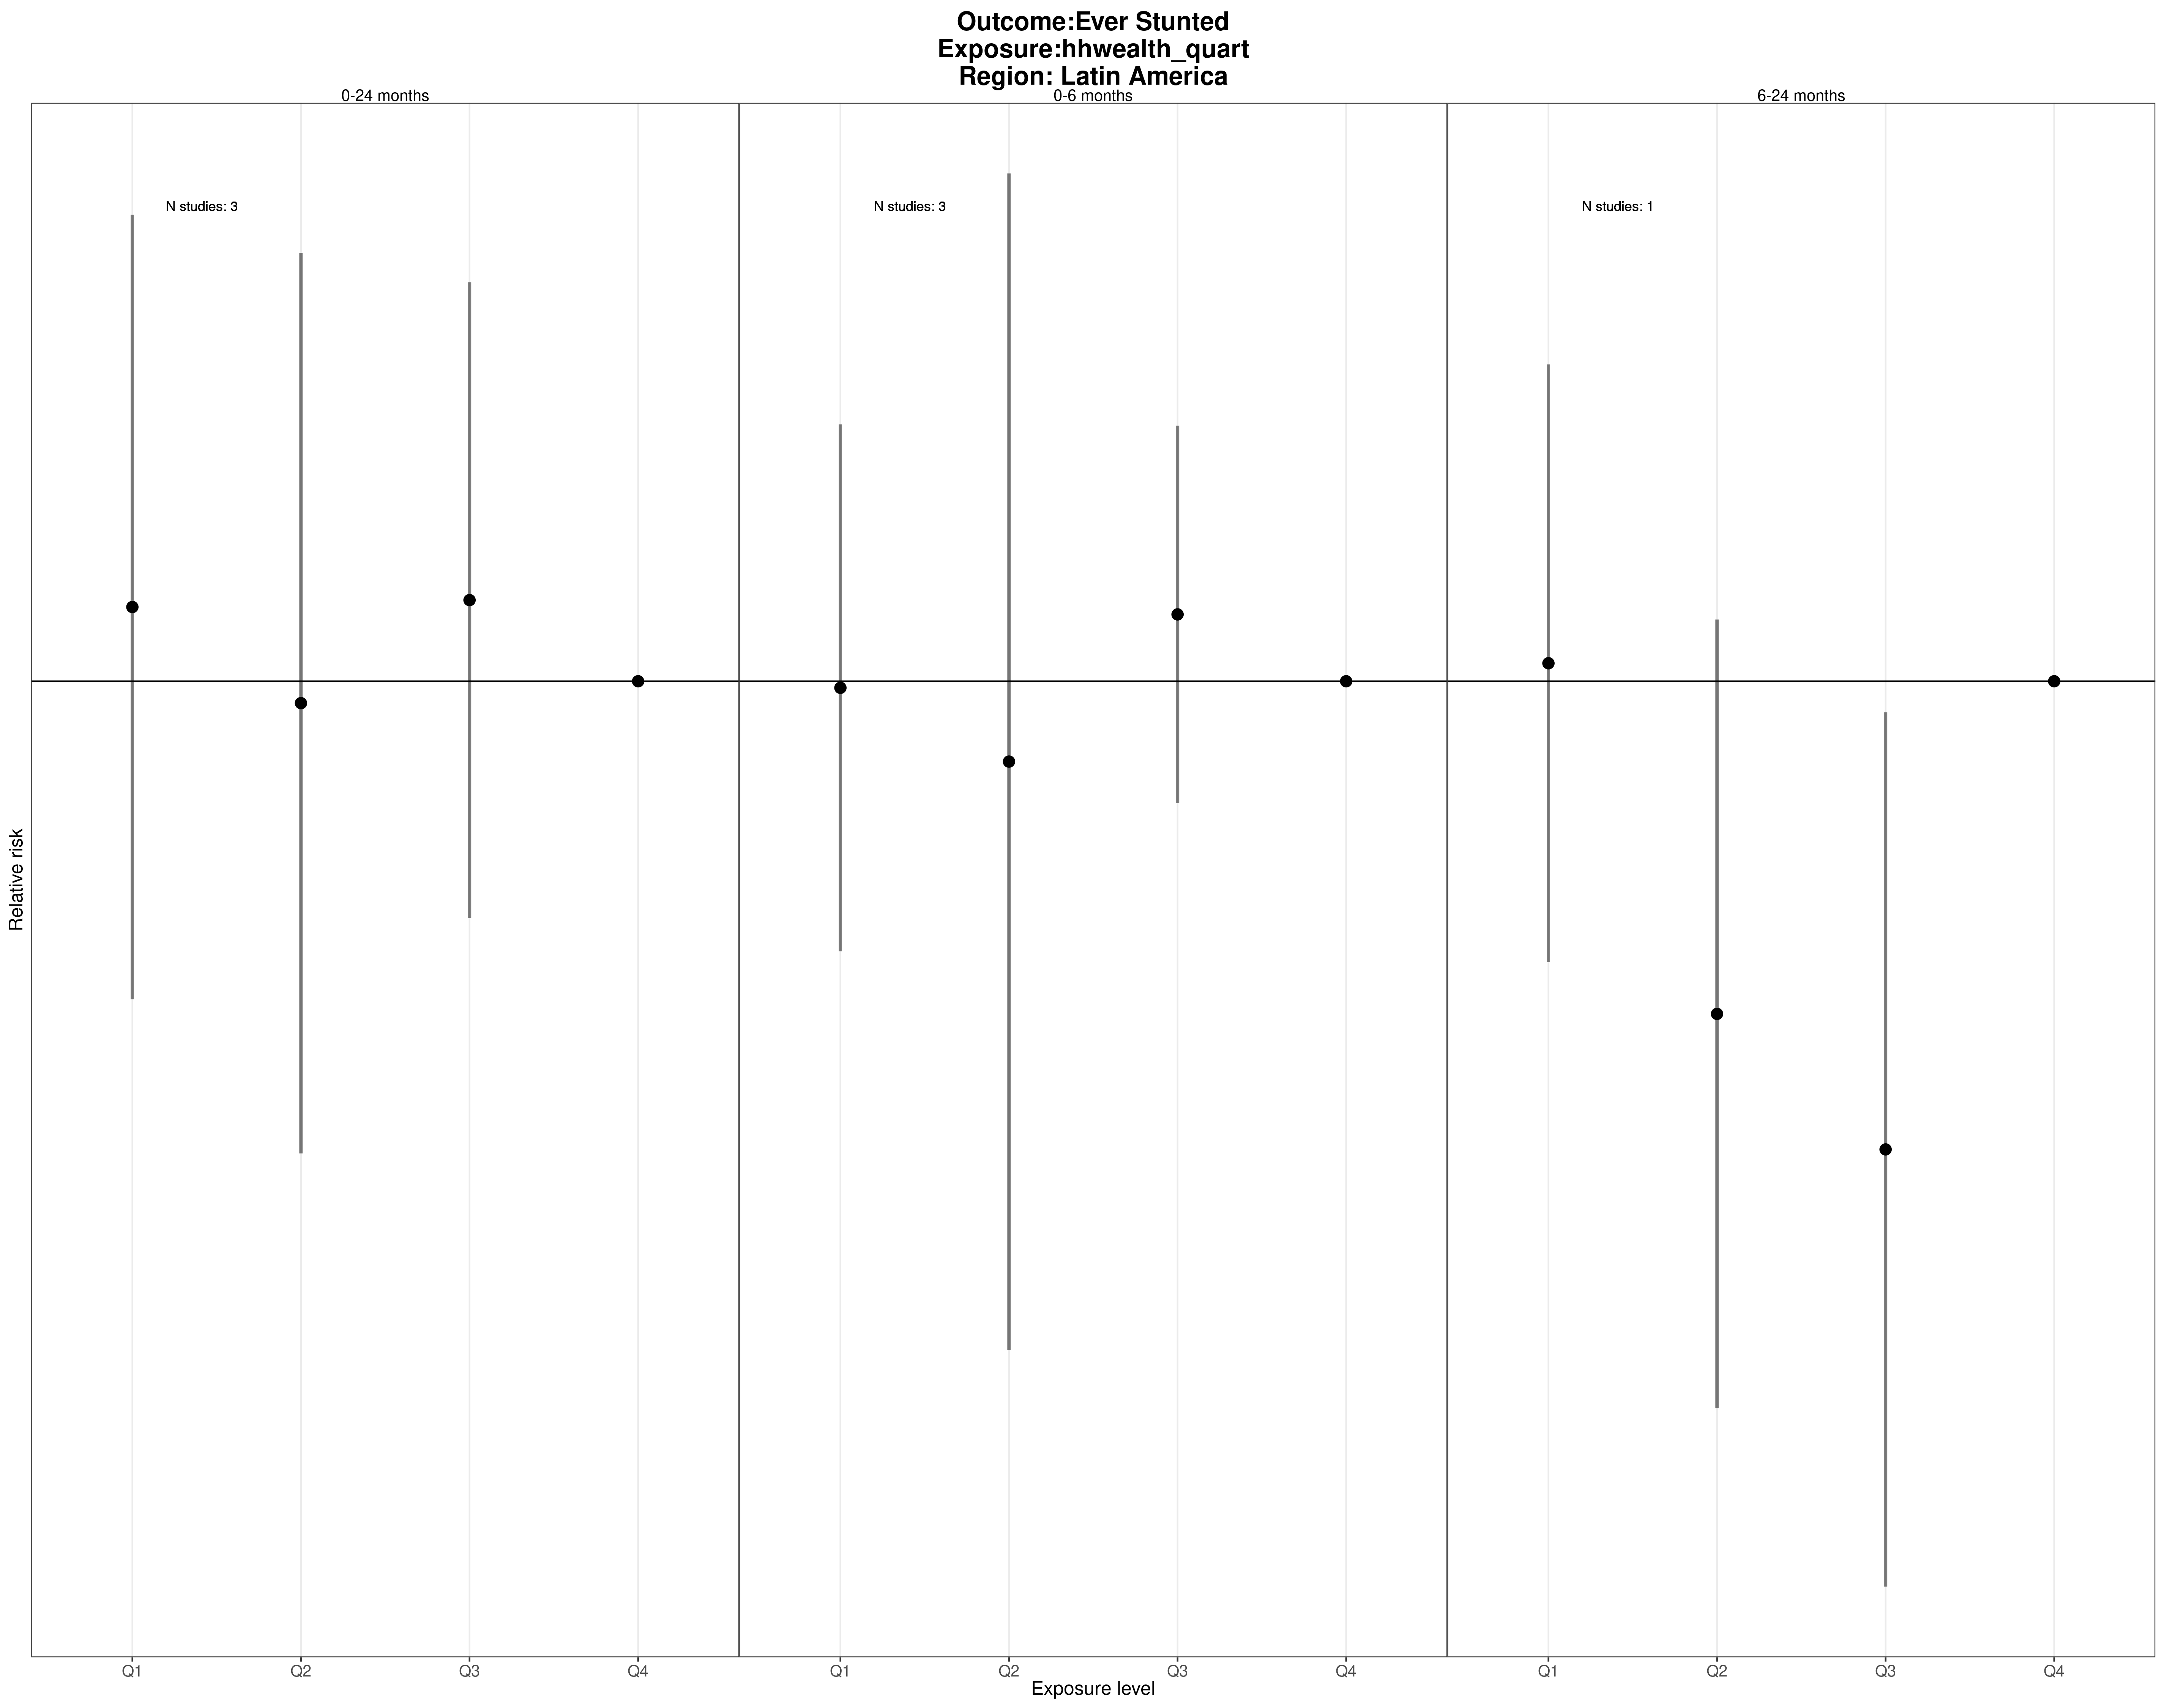 Outcome:Ever Stunted
Exposure:hhwealth_quart
Region: Latin America
0-24 months
0-6 months
6-24 months
N studies: 3
N studies: 3
N studies: 1
Relative risk
Q1
Q2
Q3
Q4
Q1
Q2
Q3
Q4
Q1
Q2
Q3
Q4
Exposure level